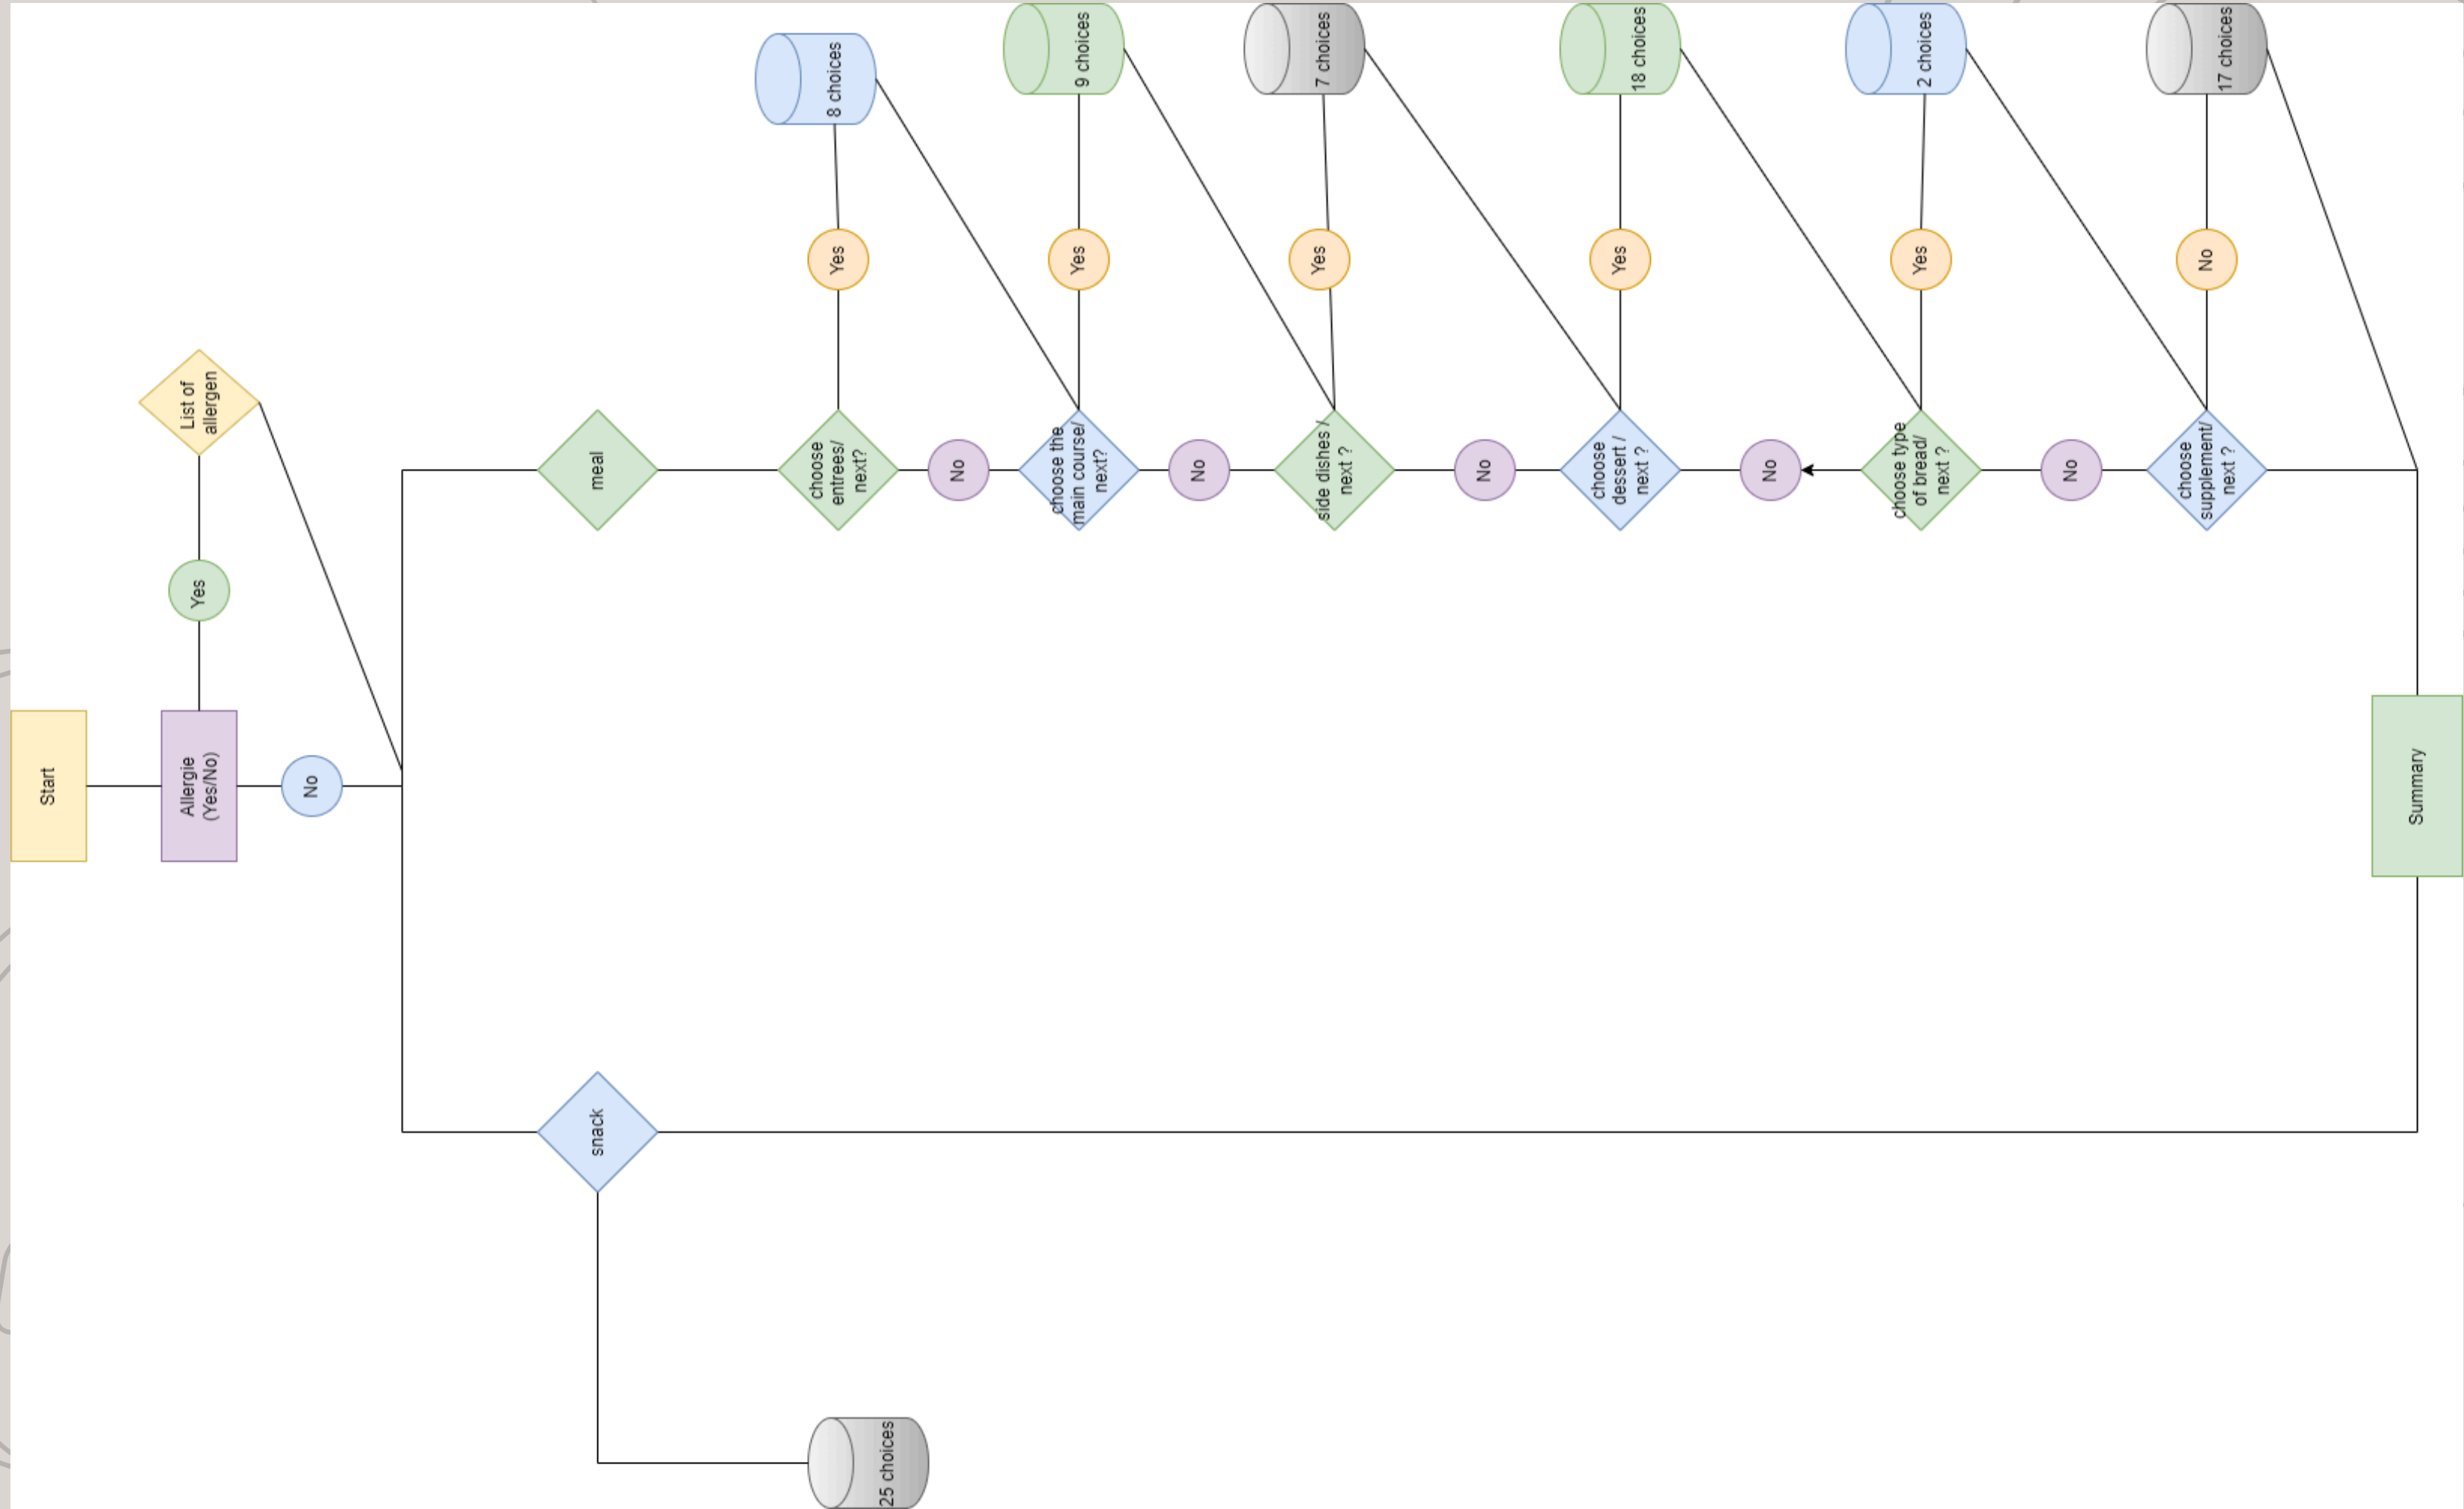 Start
Allergie
(Yes/No)
Yes
List of
allergen
No
meal
choose
entrees/
next?
Yes
8 choices
No
choose the
main course/
next?
Yes
9 choices
No
side dishes /
next ?
Yes
7 choices
No
choose
dessert /
next ?
Yes
18 choices
No
choose type
of bread/
next ?
Yes
2 choices
No
choose
supplement/
next ?
No
17 choices
snack
25 choices
Summary